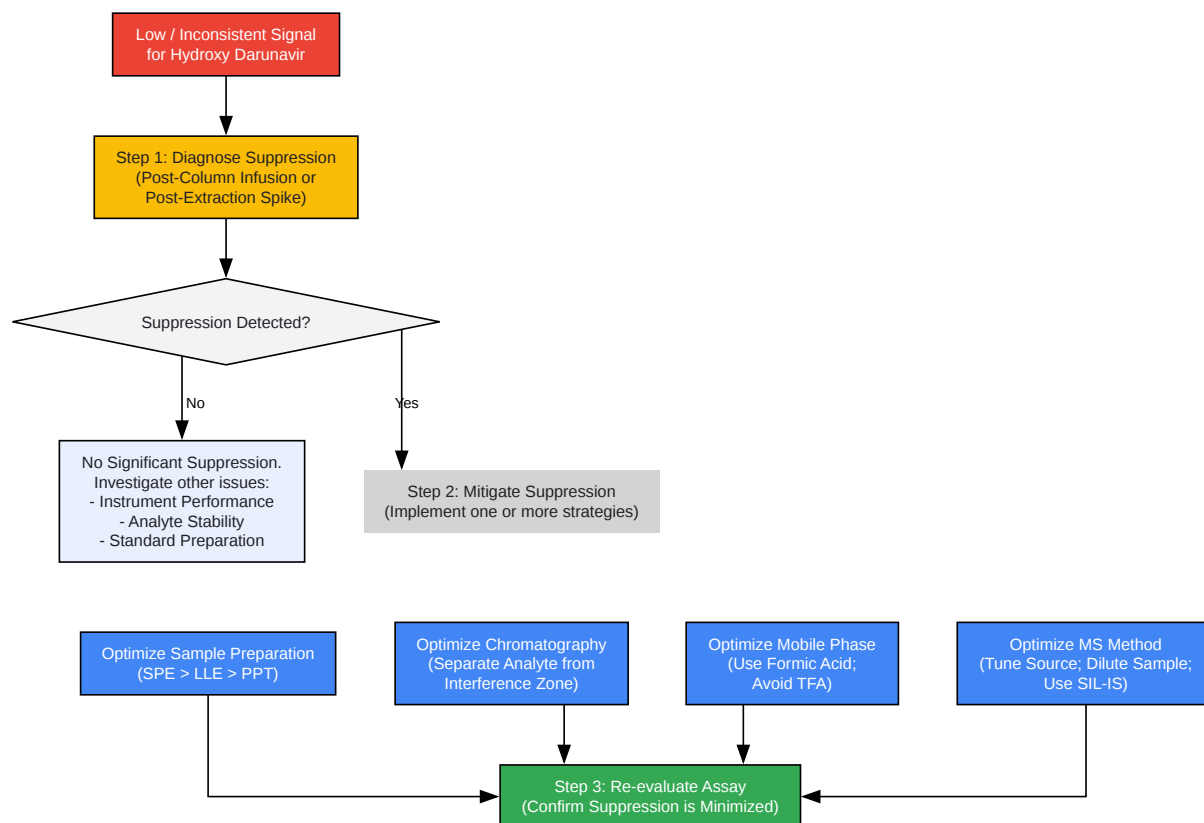 Low / Inconsistent Signal
for Hydroxy Darunavir
Step 1: Diagnose Suppression
(Post-Column Infusion or
Post-Extraction Spike)
Suppression Detected?
No
Yes
No Significant Suppression.
Investigate other issues:
- Instrument Performance
- Analyte Stability
- Standard Preparation
Step 2: Mitigate Suppression
(Implement one or more strategies)
Optimize Sample Preparation
(SPE > LLE > PPT)
Optimize Chromatography
(Separate Analyte from
Interference Zone)
Optimize Mobile Phase
(Use Formic Acid;
Avoid TFA)
Optimize MS Method
(Tune Source; Dilute Sample;
Use SIL-IS)
Step 3: Re-evaluate Assay
(Confirm Suppression is Minimized)